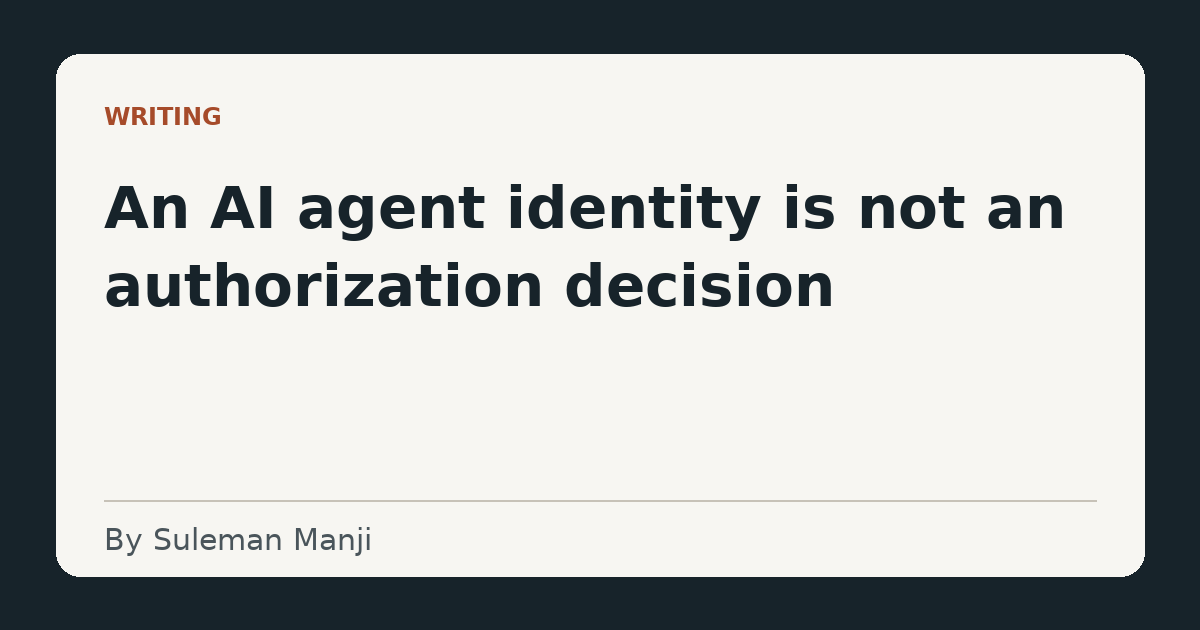 WRITING
An AI agent identity is not an
authorization decision
By Suleman Manji